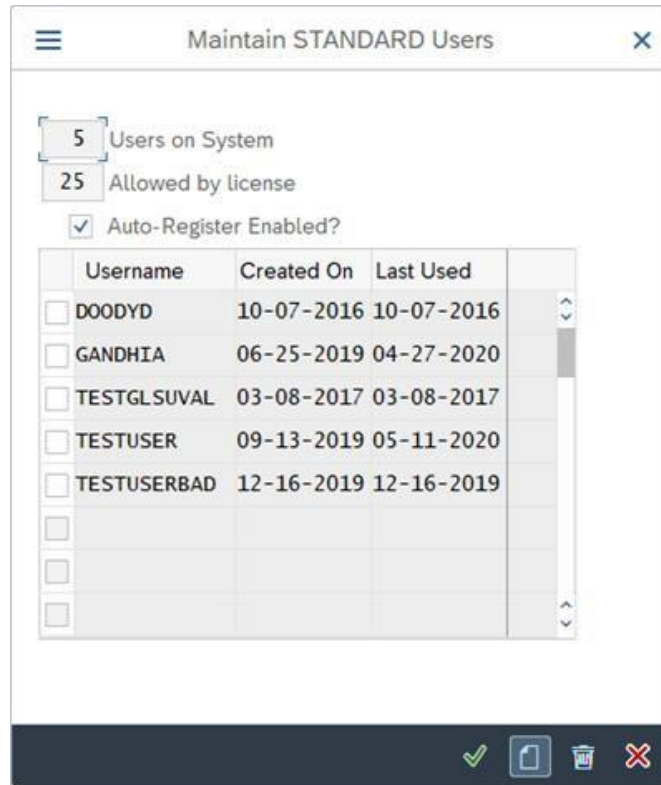 Maintain STANDARD Users
5 Users on System
25 Allowed by license
Auto-Register Enabled?
Username Created On Last Used
DOODYD 10-07-2016 10-07-2016
GANDHIA 06-25-2019 04-27-2020
TESTGLSUVAL 03-08-2017 03-08-2017
TESTUSER 09-13-2019 05-11-2020
TESTUSERBAD 12-16-2019 12-16-2019